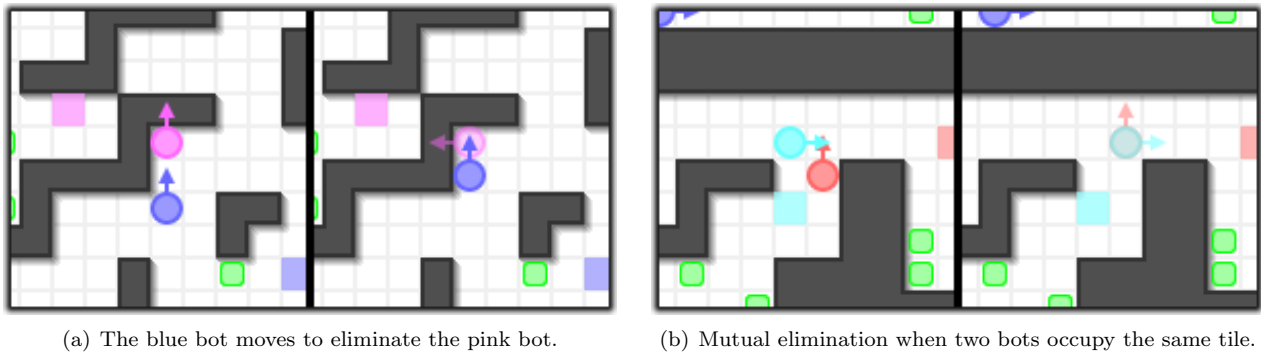 (a) The blue bot moves to eliminate the pink bot.
(b) Mutual elimination when two bots occupy the same tile.